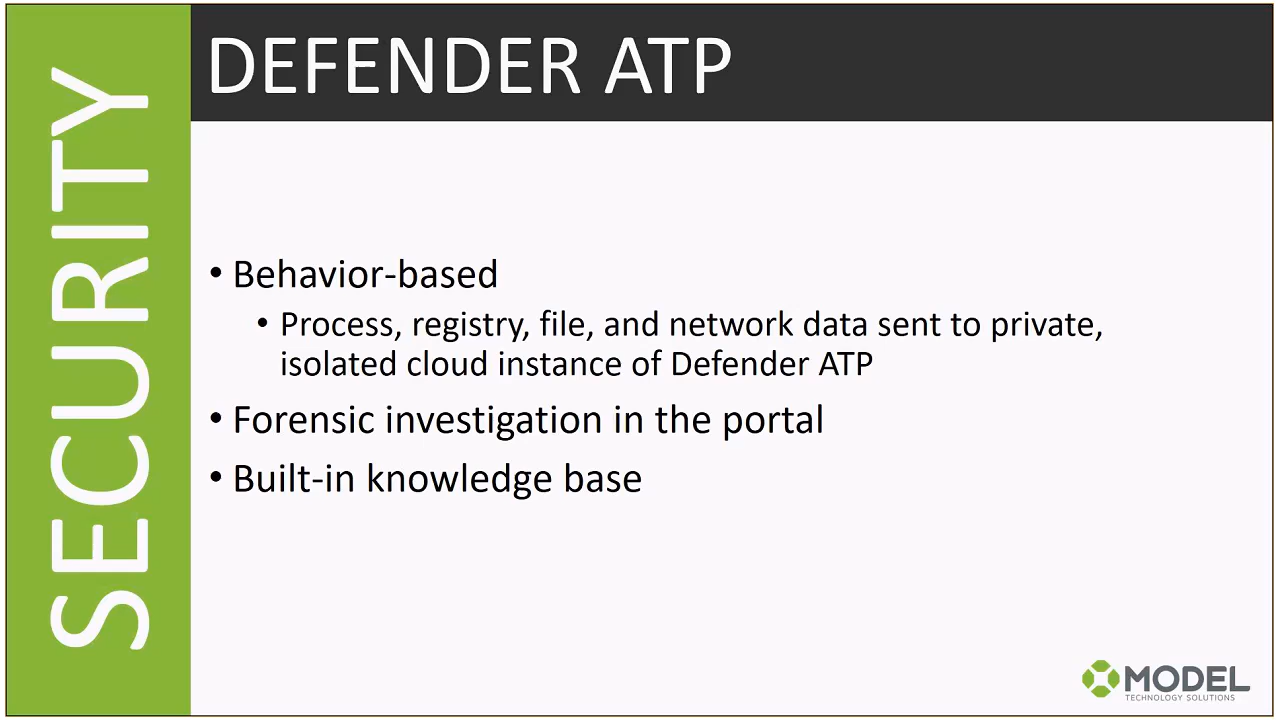 SECURITY
DEFENDER ATP
• Behavior-based
• Process, registry, file, and network data sent to private,
isolated cloud instance of Defender ATP
• Forensic investigation in the portal
• Built-in knowledge base
MODEL
TECHNOLOGY SOLUTIONS